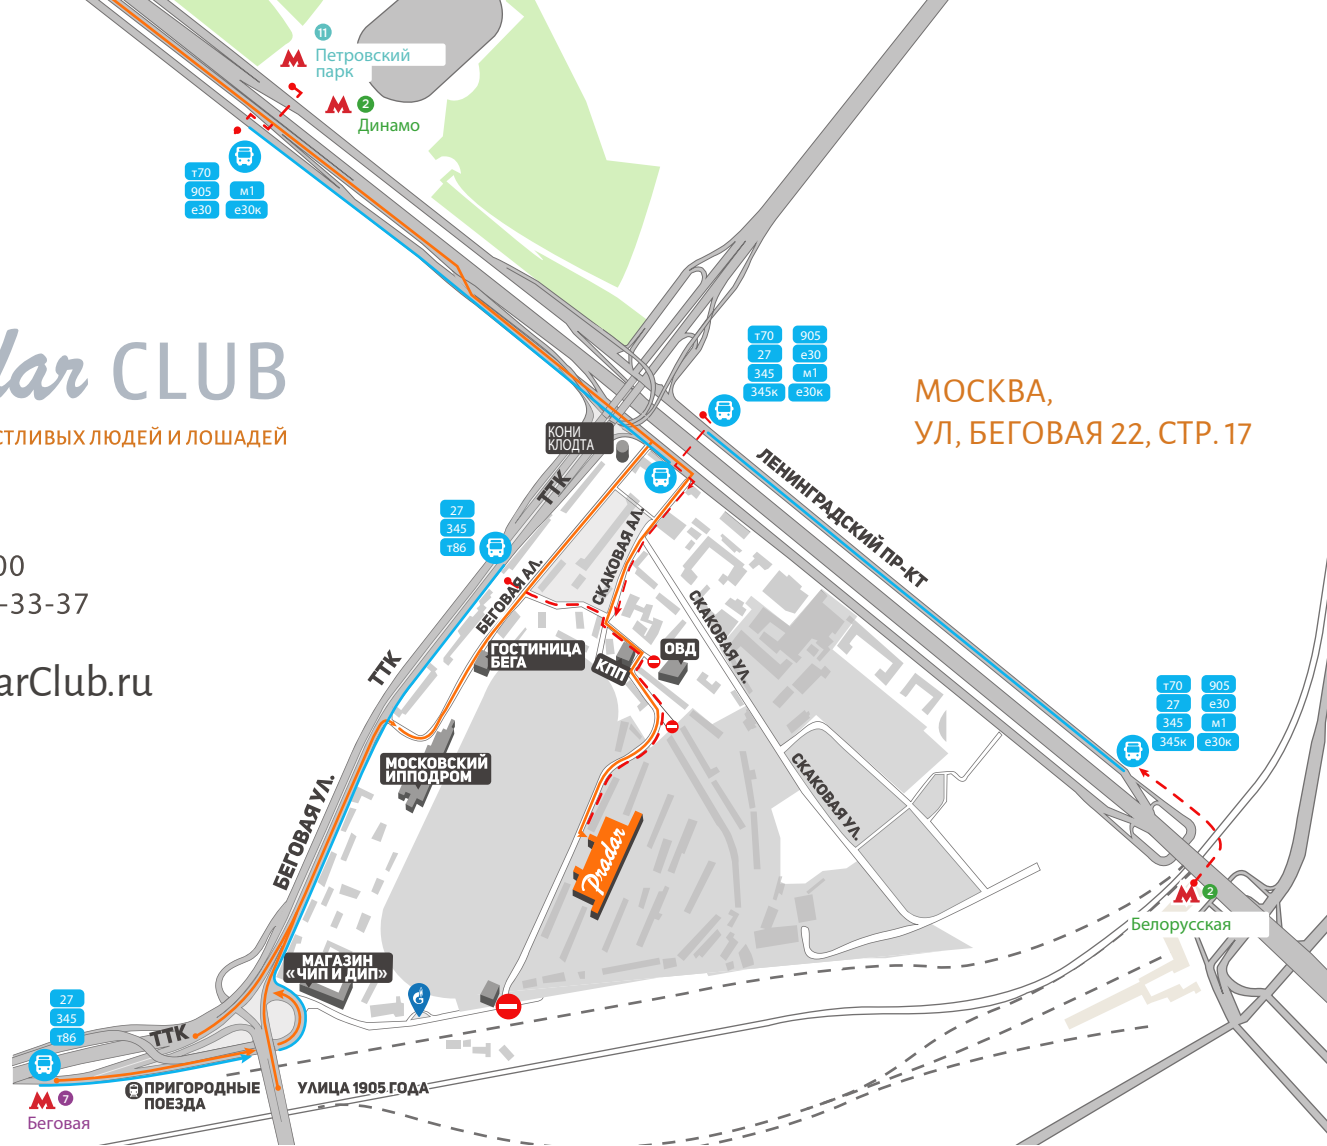 11
Петровский
парк
2
Динамо
т70
905
м1
е30
е30к
dar CLUB
СТЛИВЫХ ЛЮДЕЙ И ЛОШАДЕЙ
т70
905
27
е30
345
м1
345к
е30к
МОСКВА,
УЛ, БЕГОВАЯ 22, СТР. 17
КОНИ
КЛОДТА
ТТК
ЛЕНИНГРАДСКИЙ ПР-КТ
27
345
т86
00
-33-37
arClub.ru
БЕГОВАЯ АЛ.
СКАКОВАЯ АЛ.
СКАКОВАЯ УЛ.
ГОСТИНИЦА
БЕГА
КПП
ОВД
ТТК
т70
905
27
е30
345
м1
345к
е30к
МОСКОВСКИЙ
ИППОДРОМ
СКАКОВАЯ УЛ.
БЕГОВАЯ УЛ.
Pradar
2
Белорусская
МАГАЗИН
«ЧИП И ДИП»
27
345
т86
ТТК
7
Беговая
ПРИГОРОДНЫЕ
ПОЕЗДА
УЛИЦА 1905 ГОДА